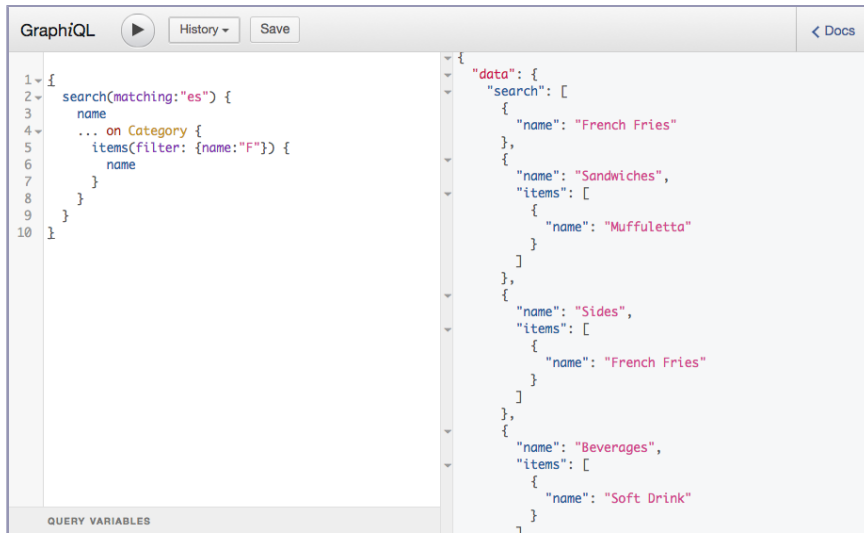 GraphiQL History Save Docs
1 {
2 search(matching:"es") {
3 name
4 ... on Category {
5 items(filter: {name:"F"}) {
6 name
7 }
8 }
9 }
10 }
QUERY VARIABLES
{
"data": {
"search": [
{
"name": "French Fries"
},
{
"name": "Sandwiches",
"items": [
{
"name": "Muffuletta"
}
]
},
{
"name": "Sides",
"items": [
{
"name": "French Fries"
}
]
},
{
"name": "Beverages",
"items": [
{
"name": "Soft Drink"
}
]